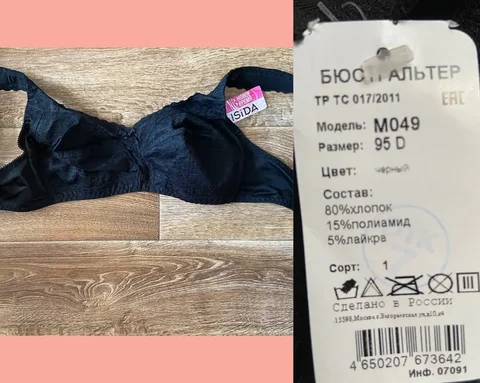 ISiDA
БЮСТГАЛЬТЕР
ТР ТС 017/2011
EAC
Модель: М049
Размер: 95 D
Цвет: черный
Состав:
80%хлопок
15%полиамид
5%лайкра
Сорт: 1
Сделано в России
4 650207 673642
Инф. 07091